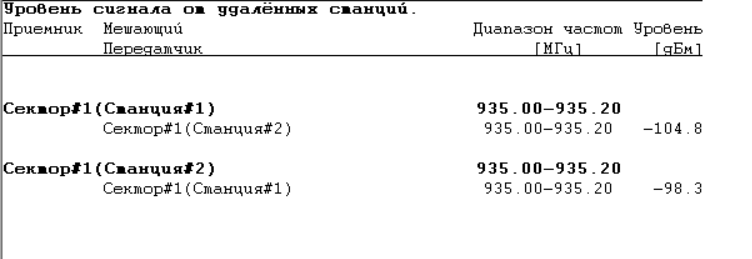 Уровень сигнала от удалённых станций.
Приемник Мешающий Диапазон частот Уровень
Передатчик [МГц] [дБм]
Сектор#1(Станция#1) 935.00-935.20
Сектор#1(Станция#2) 935.00-935.20 -104.8
Сектор#1(Станция#2) 935.00-935.20
Сектор#1(Станция#1) 935.00-935.20 -98.3